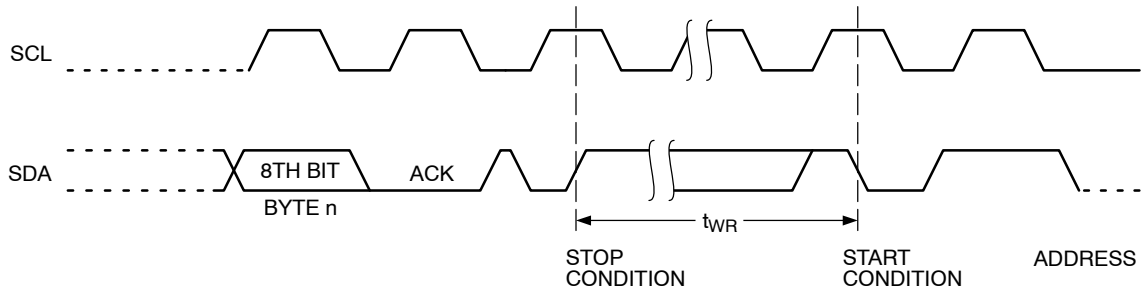 SCL
SDA
8TH BIT
ACK
BYTE n
tWR
STOP
CONDITION
START
CONDITION
ADDRESS